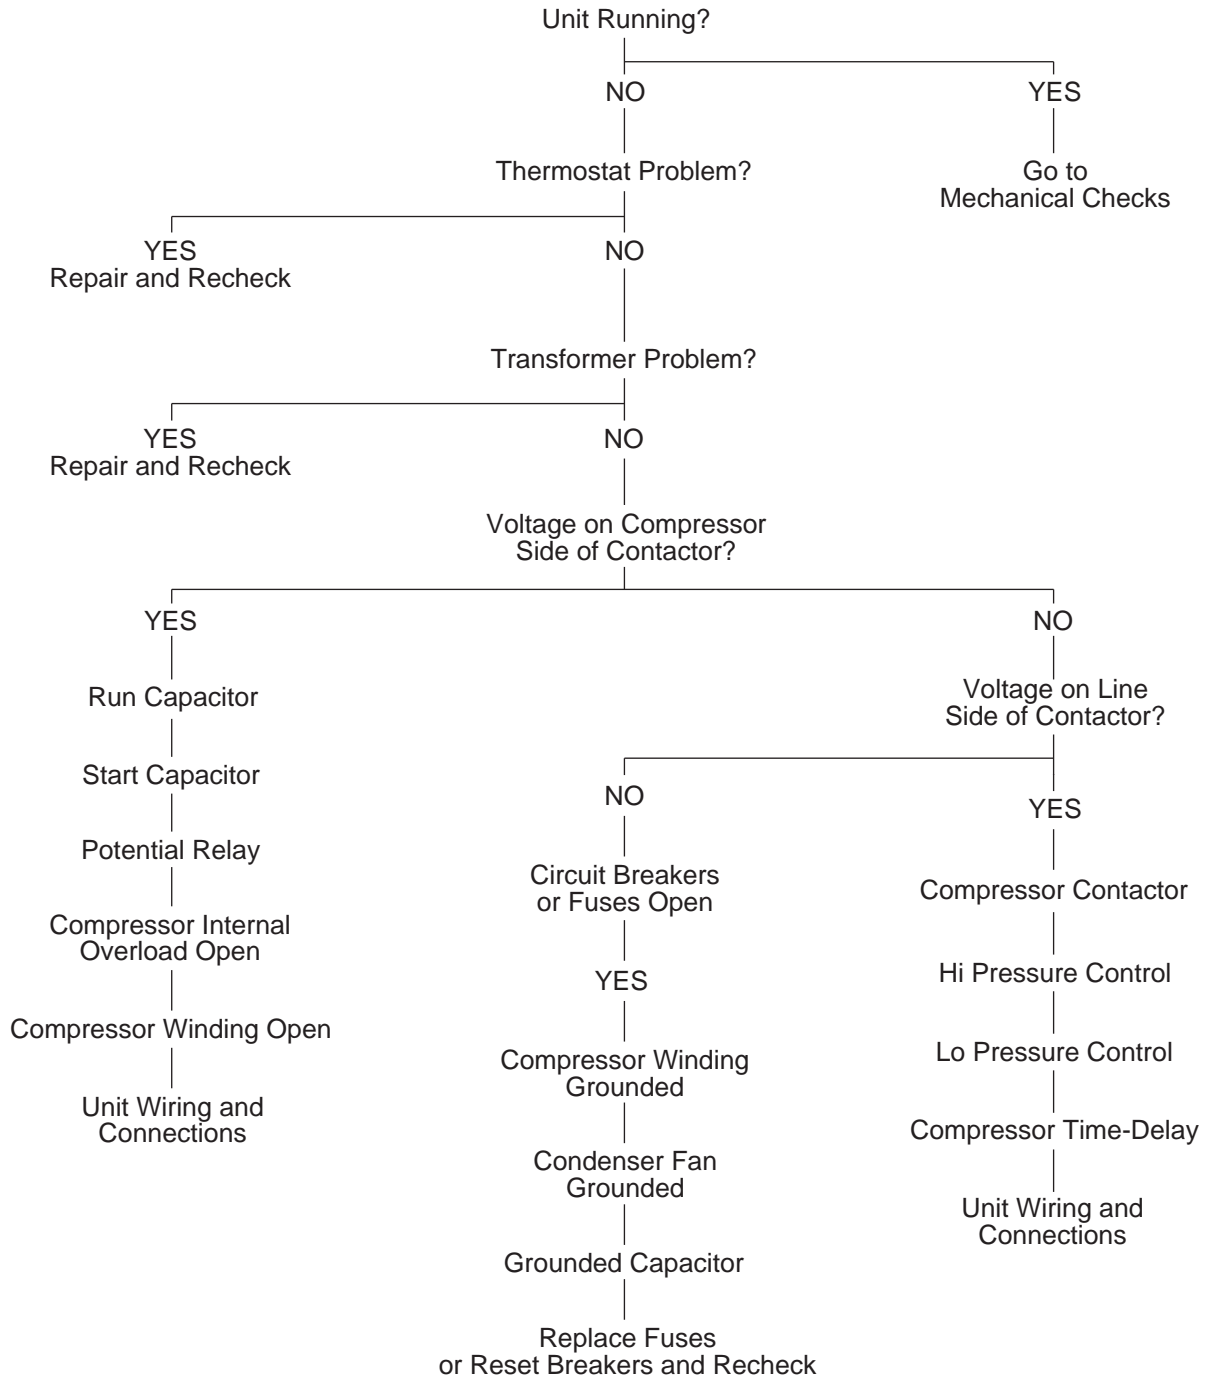 Unit Running?
NO
YES
Thermostat Problem?
Go to
Mechanical Checks
YES
Repair and Recheck
NO
Transformer Problem?
YES
Repair and Recheck
NO
Voltage on Compressor
Side of Contactor?
YES
Run Capacitor
Start Capacitor
Potential Relay
Compressor Internal
Overload Open
Compressor Winding Open
Unit Wiring and
Connections
NO
Voltage on Line
Side of Contactor?
NO
Circuit Breakers
or Fuses Open
YES
Compressor Winding
Grounded
Condenser Fan
Grounded
Grounded Capacitor
Replace Fuses
or Reset Breakers and Recheck
YES
Compressor Contactor
Hi Pressure Control
Lo Pressure Control
Compressor Time-Delay
Unit Wiring and
Connections